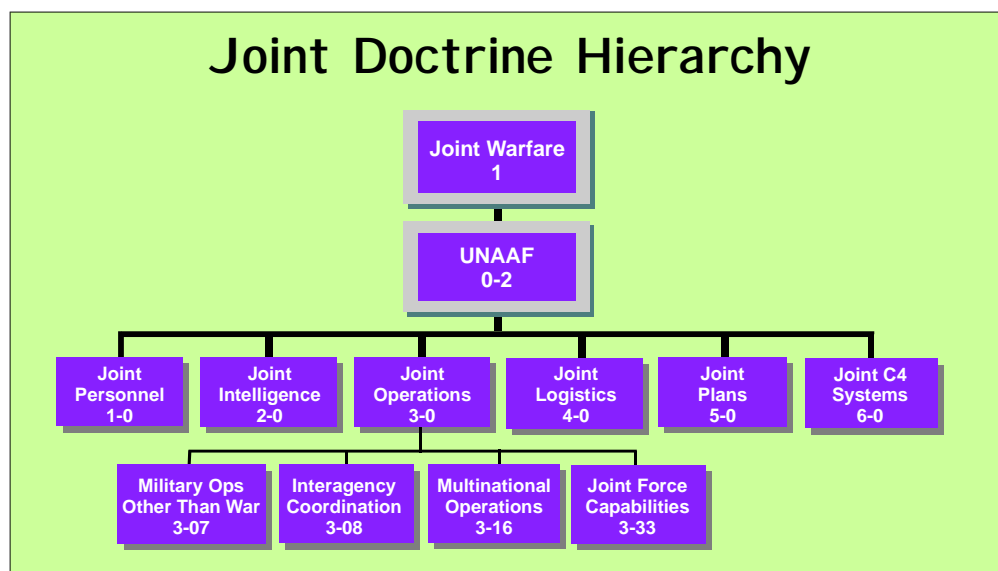 Joint Doctrine Hierarchy
Joint Warfare
1
UNAAF
0-2
Joint
Personnel
1-0
Joint
Intelligence
2-0
Joint
Operations
3-0
Joint
Logistics
4-0
Joint
Plans
5-0
Joint C4
Systems
6-0
Military Ops
Other Than War
3-07
Interagency
Coordination
3-08
Multinational
Operations
3-16
Joint Force
Capabilities
3-33